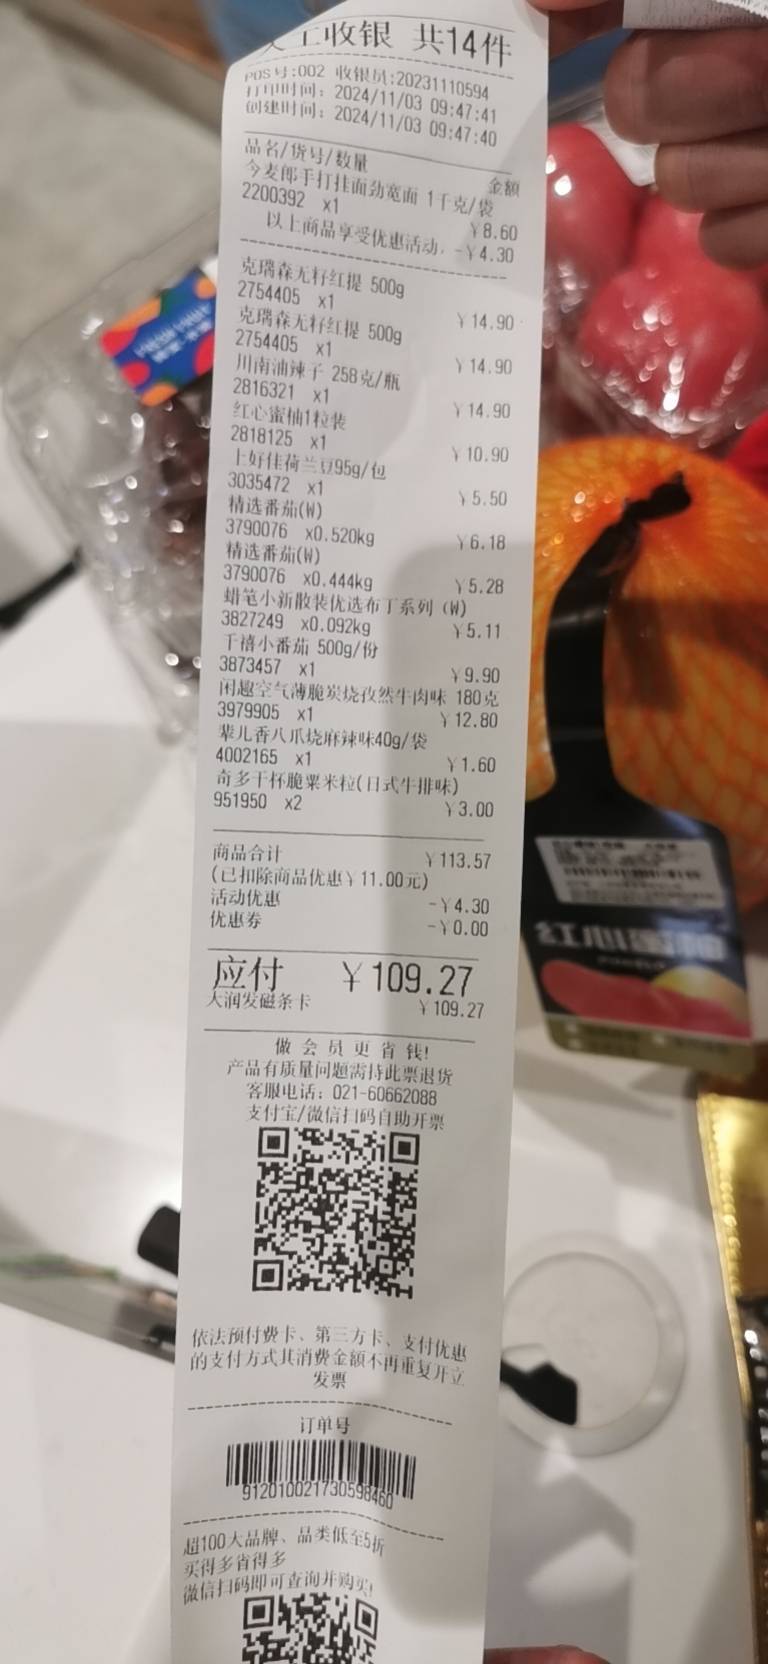 人工收银 共14件
POS号:002 收银员:20231110594
打印时间: 2024/11/03 09:47:41
创建时间: 2024/11/03 09:47:40
品名/货号/数量 金额
今麦郎手打挂面劲宽面 1千克/袋
2200392 x1 ￥8.60
以上商品享受优惠活动, -￥4.30
克瑞森无籽红提 500g
2754405 x1 ￥14.90
克瑞森无籽红提 500g
2754405 x1 ￥14.90
川南油辣子 258克/瓶
2816321 x1 ￥14.90
红心蜜柚1粒装
2818125 x1 ￥10.90
上好佳荷兰豆95g/包
3035472 x1 ￥5.50
精选番茄(W)
3790076 x0.520kg ￥6.18
精选番茄(W)
3790076 x0.444kg ￥5.28
蜡笔小新散装优选布丁系列 (W)
3827249 x0.092kg ￥5.11
千禧小番茄 500g/份
3873457 x1 ￥9.90
闲趣空气薄脆炭烧孜然牛肉味 180克
3979905 x1 ￥12.80
辈儿香八爪烧麻辣味40g/袋
4002165 x1 ￥1.60
奇多干杯脆粟米粒(日式牛排味)
951950 x2 ￥3.00
商品合计 ￥113.57
(已扣除商品优惠￥11.00元)
活动优惠 -￥4.30
优惠券 -￥0.00
应付 ￥109.27
大润发磁条卡 ￥109.27
做 会 员 更 省 钱!
产品有质量问题需持此票退货
客服电话: 021-60662088
支付宝/微信扫码自助开票
依法预付费卡、第三方卡、支付优惠
的支付方式其消费金额不再重复开立
发票
订单号
912010021730598460
超100大品牌、品类低至5折
买得多省得多
微信扫码即可查询并购买!